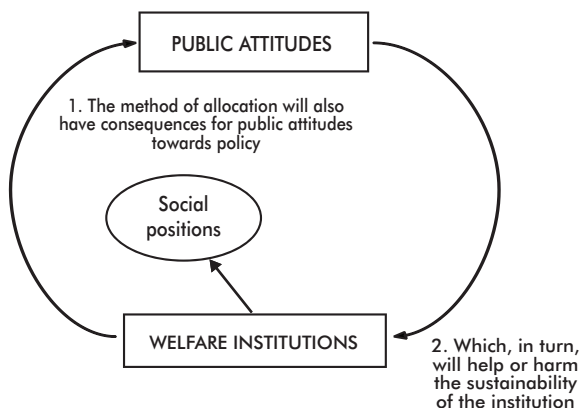 PUBLIC ATTITUDES
1. The method of allocation will also
have consequences for public attitudes
towards policy
Social
positions
WELFARE INSTITUTIONS
2. Which, in turn,
will help or harm
the sustainability
of the institution